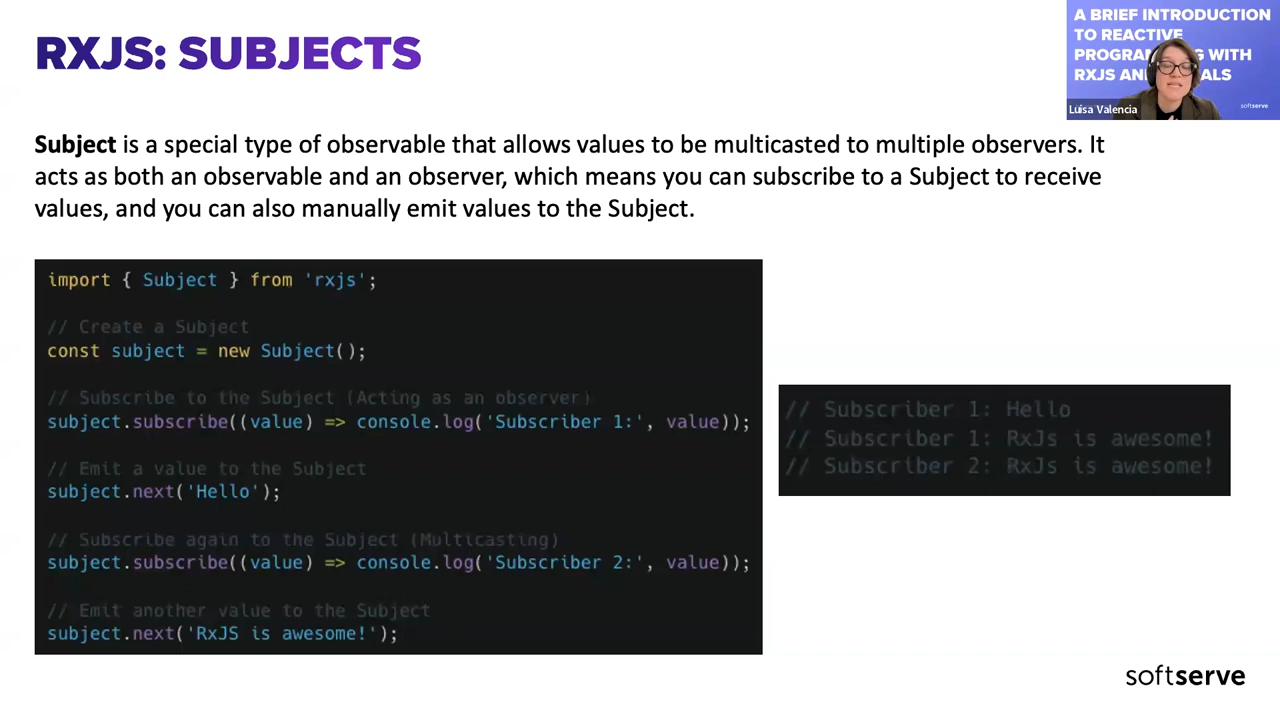 RXJS: SUBJECTS
A BRIEF INTRODUCTION
TO REACTIVE
WITH
RXJS
Luisa Valencia
softserve
Subject is a special type of observable that allows values to be multicasted to multiple observers. It
acts as both an observable and an observer, which means you can subscribe to a Subject to receive
values, and you can also manually emit values to the Subject.
import { Subject } from 'rxjs';
// Create a Subject
const subject = new Subject();
// Subscribe to the Subject (Acting as an observer)
subject.subscribe((value) => console.log('Subscriber 1:', value));
// Emit a value to the Subject
subject.next('Hello');
// Subscribe again to the Subject (Multicasting)
subject.subscribe((value) => console.log('Subscriber 2:', value));
// Emit another value to the Subject
subject.next('RxJS is awesome!');
// Subscriber 1: Hello
// Subscriber 1: RxJs is awesome!
// Subscriber 2: RxJs is awesome!
softserve